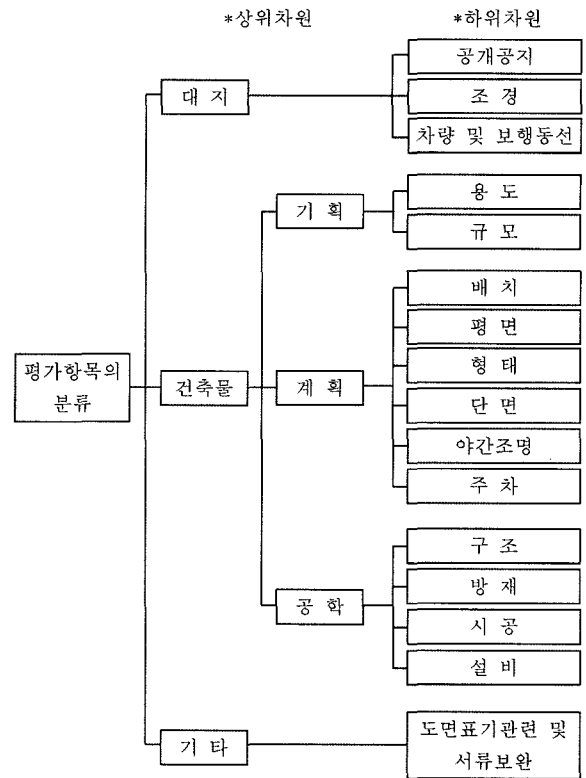 *상위차원
*하위차원
공개공지
대 지
조 경
차량 및 보행동선
기 획
용 도
규 모
배 치
평 면
평가항목의
분류
건축물
계 획
형 태
단 면
야간조명
주 차
구 조
공 학
방 재
시 공
설 비
기 타
도면표기관련 및
서류보완